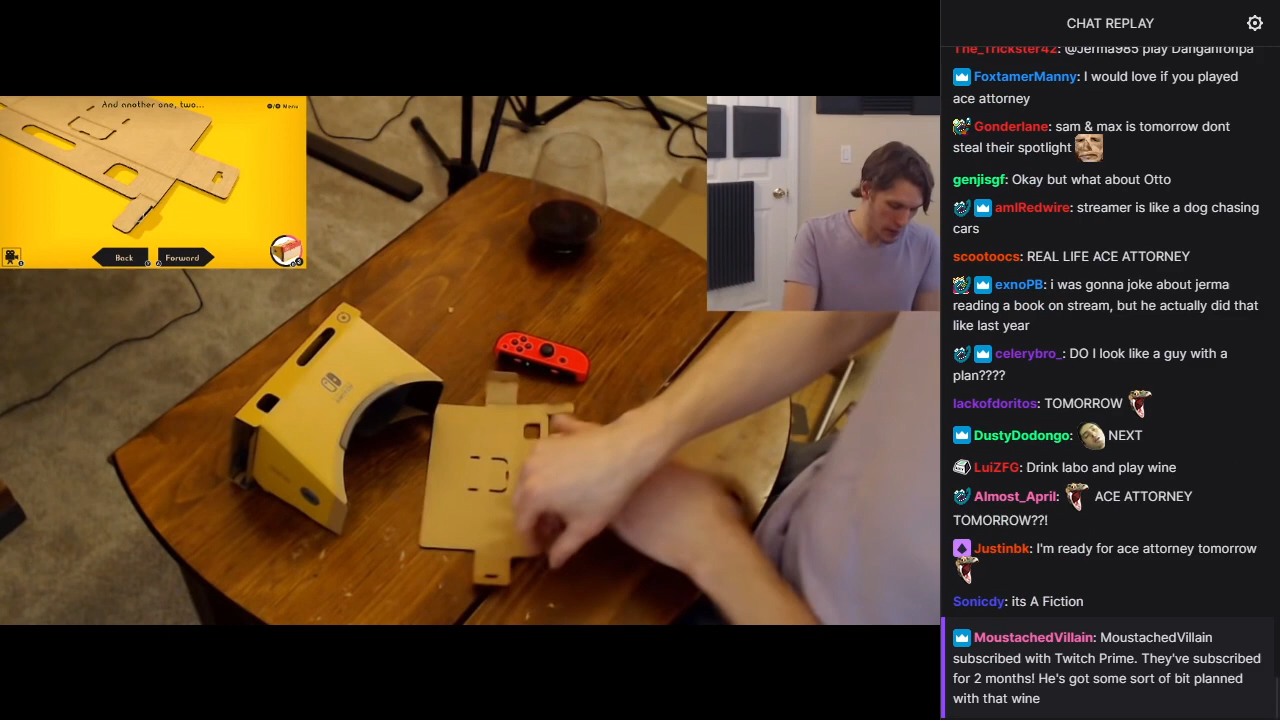 And another one, two...
Menu
Back
Forward
SWITCH
CHAT REPLAY
The_Trickster42: @Jerma985 play Danganronpa
FoxtamerManny: I would love if you played
ace attorney
Gonderlane: sam & max is tomorrow dont
steal their spotlight
genjisgf: Okay but what about Otto
amIRedwire: streamer is like a dog chasing
cars
scootoocs: REAL LIFE ACE ATTORNEY
exnoPB: i was gonna joke about jerma
reading a book on stream, but he actually did that
like last year
celerybro_: DO I look like a guy with a
plan????
lackofdoritos: TOMORROW
DustyDodongo: NEXT
LuiZFG: Drink labo and play wine
Almost_April: ACE ATTORNEY
TOMORROW??!
Justinbk: I'm ready for ace attorney tomorrow
Sonicdy: its A Fiction
MoustachedVillain: MoustachedVillain
subscribed with Twitch Prime. They've subscribed
for 2 months! He's got some sort of bit planned
with that wine